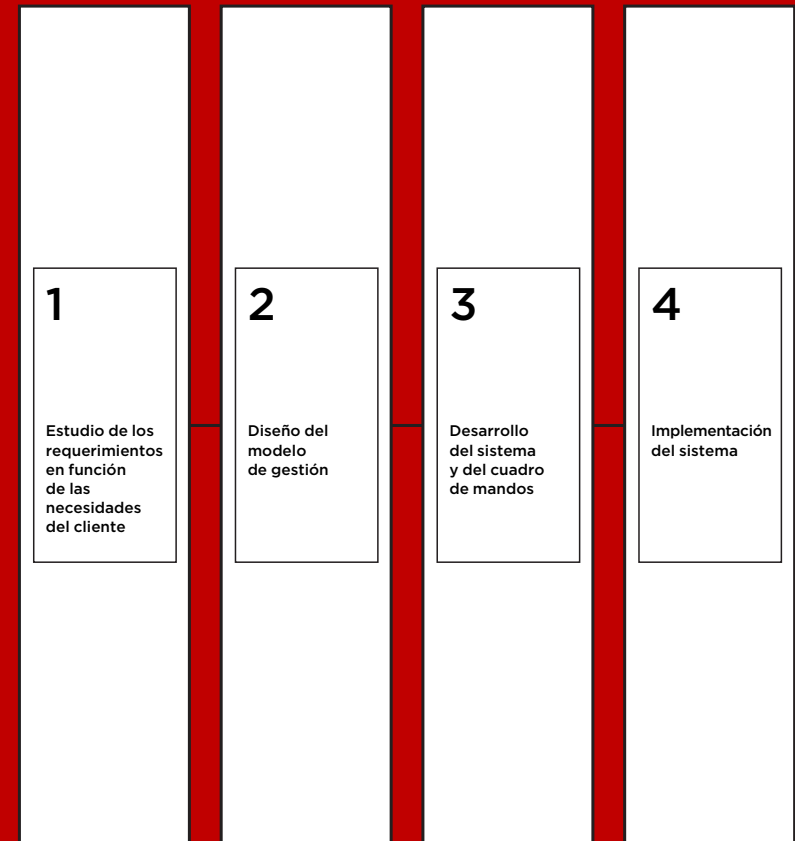 1
Estudio de los
requerimientos
en función
de las
necesidades
del cliente
2
Diseño del
modelo
de gestión
3
Desarrollo
del sistema
y del cuadro
de mandos
4
Implementación
del sistema